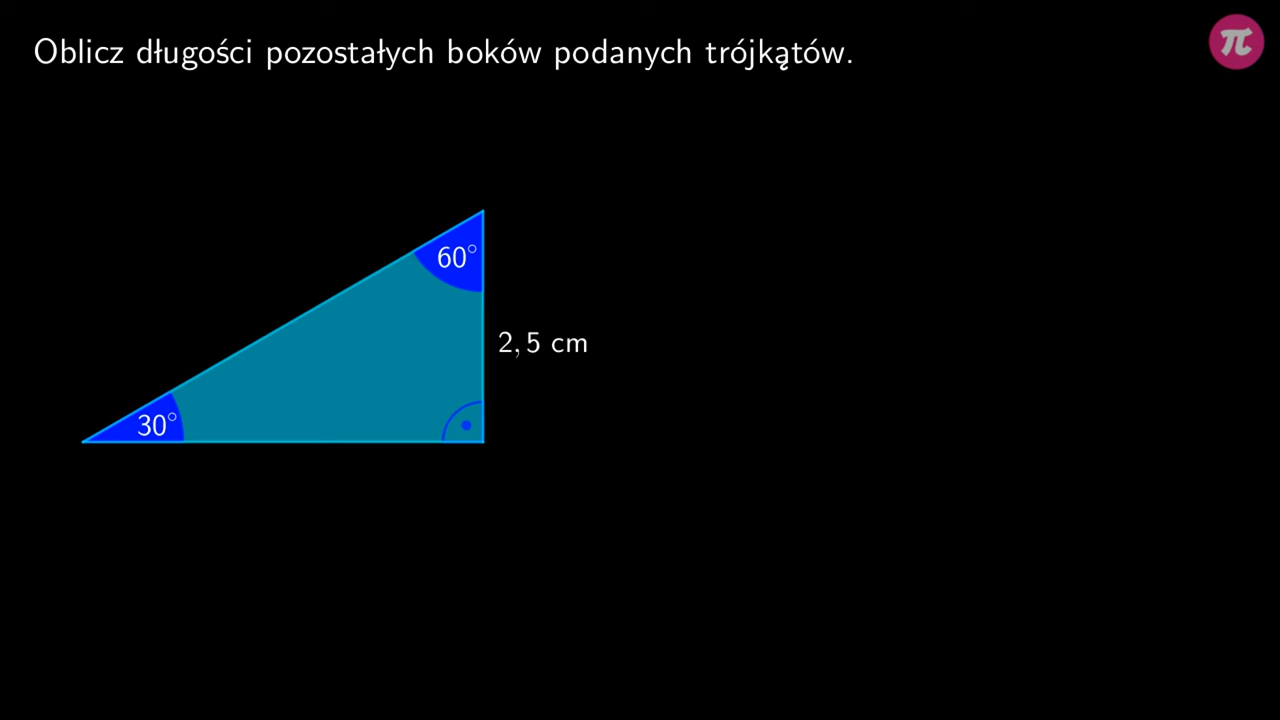 Oblicz długości pozostałych boków podanych trójkątów.
π
60°
2,5 cm
30°